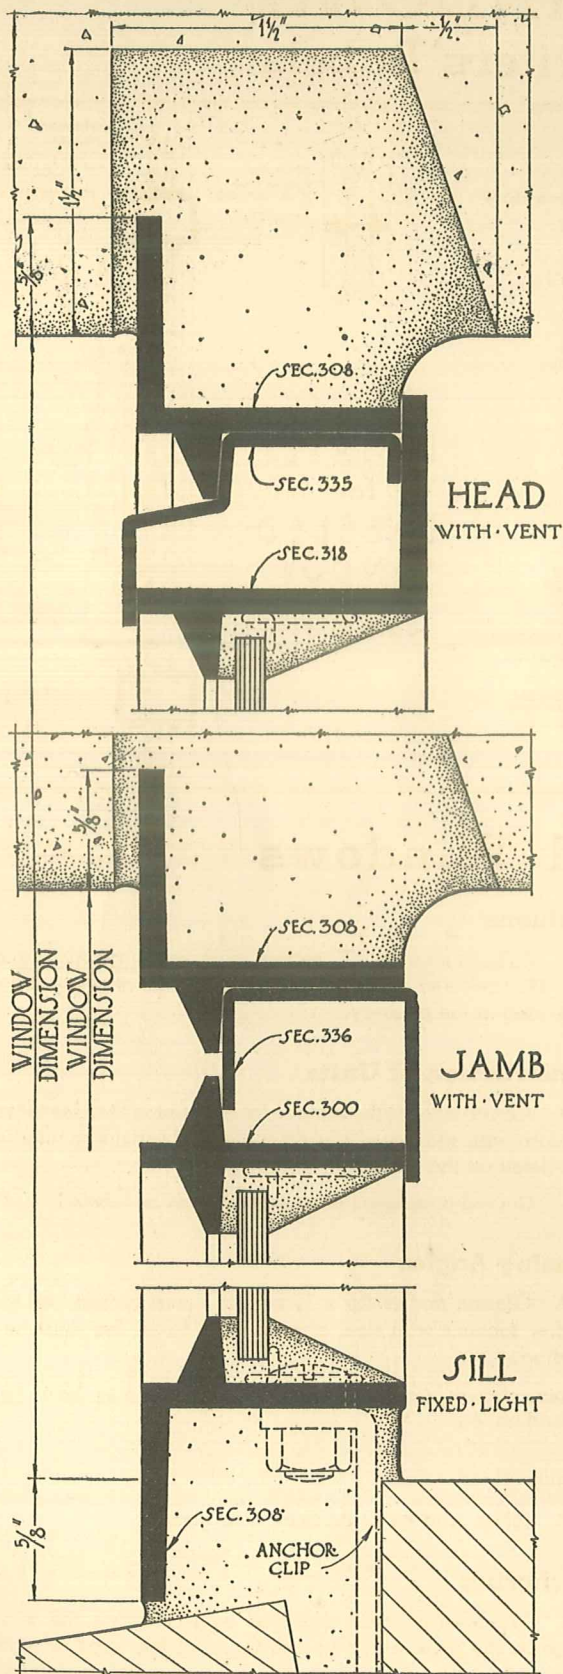 1½"
½"
1½"
5/8"
SEC.308
SEC.335
HEAD
WITH·VENT
SEC.318
5/8"
SEC.308
WINDOW
DIMENSION
WINDOW
DIMENSION
SEC.336
JAMB
WITH·VENT
SEC.300
SILL
FIXED·LIGHT
SEC.308
ANCHOR
CLIP
5/8"